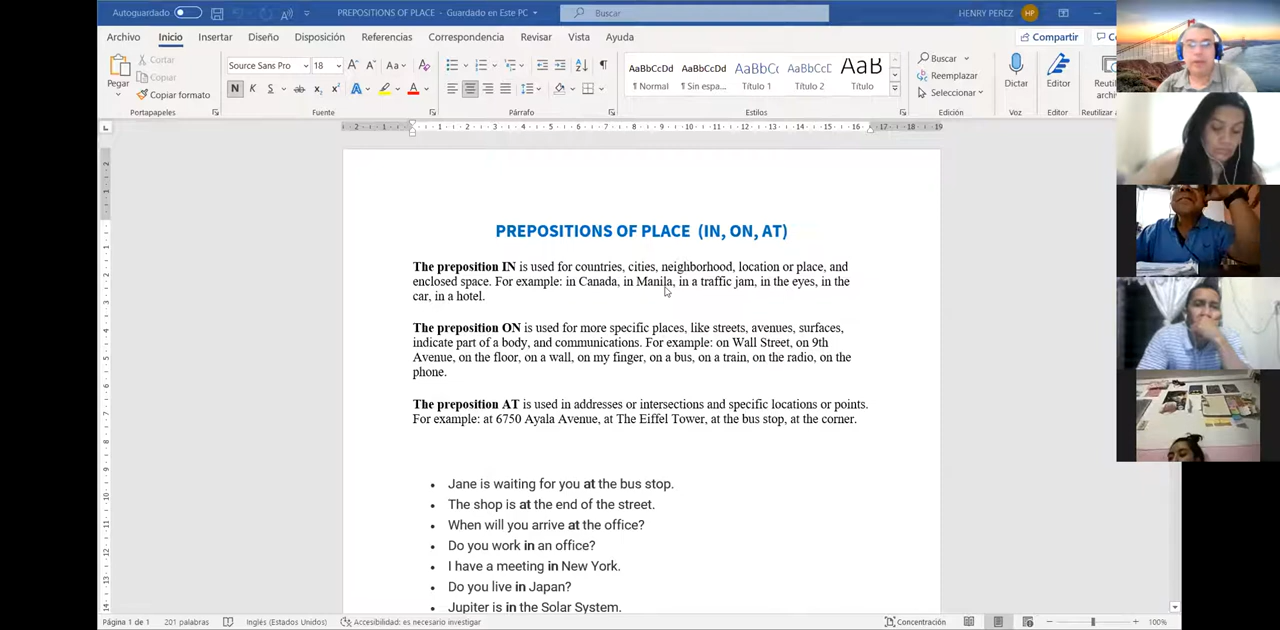 Autoguardado
PREPOSITIONS OF PLACE - Guardado en Este PC
Buscar
HENRY PEREZ
HP
Archivo Inicio Insertar Diseño Disposición Referencias Correspondencia Revisar Vista Ayuda
Compartir
Pegar
Cortar
Copiar
Copiar formato
Portapapeles
Source Sans Pro 18
N K S
Fuente
Párrafo
AaBbCcDd AaBbCcDd AaBbCc AaBbCcD AaB
¶ Normal ¶ Sin espa... Título 1 Título 2 Título
Estilos
Buscar
Reemplazar
Seleccionar
Edición
Dictar
Voz
Editor
Editor
PREPOSITIONS OF PLACE (IN, ON, AT)
The preposition IN is used for countries, cities, neighborhood, location or place, and
enclosed space. For example: in Canada, in Manila, in a traffic jam, in the eyes, in the
car, in a hotel.
The preposition ON is used for more specific places, like streets, avenues, surfaces,
indicate part of a body, and communications. For example: on Wall Street, on 9th
Avenue, on the floor, on a wall, on my finger, on a bus, on a train, on the radio, on the
phone.
The preposition AT is used in addresses or intersections and specific locations or points.
For example: at 6750 Ayala Avenue, at The Eiffel Tower, at the bus stop, at the corner.
• Jane is waiting for you at the bus stop.
• The shop is at the end of the street.
• When will you arrive at the office?
• Do you work in an office?
• I have a meeting in New York.
• Do you live in Japan?
• Jupiter is in the Solar System.
Página 1 de 1 201 palabras Inglés (Estados Unidos) Accesibilidad: es necesario investigar Concentración 100%